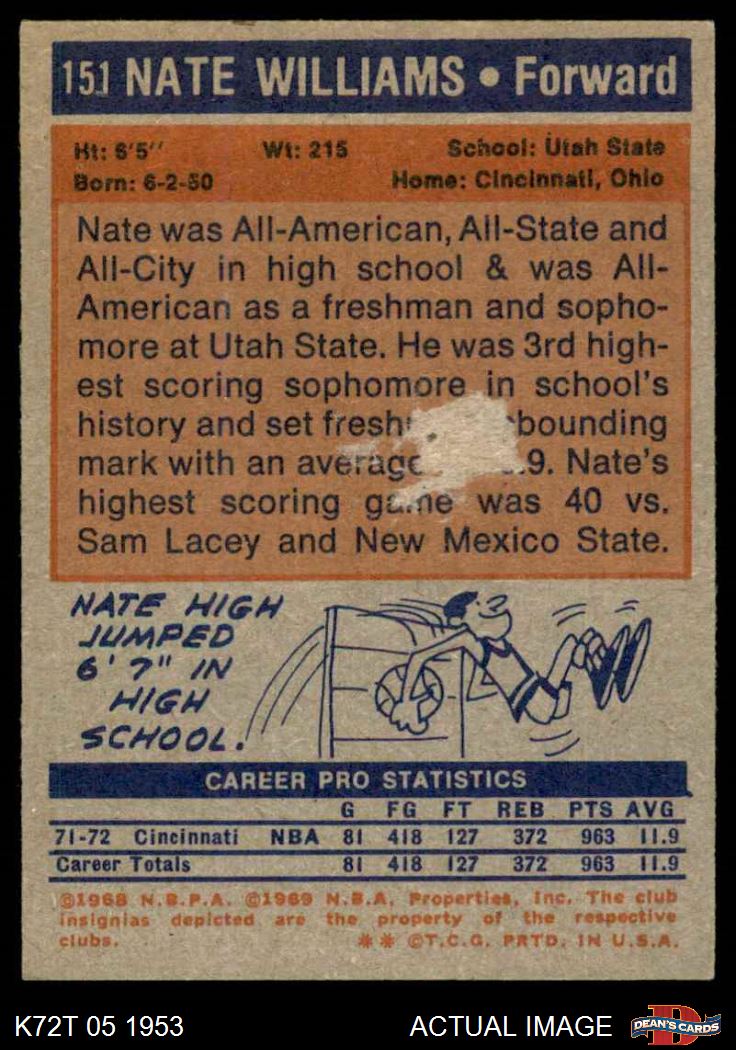 151 NATE WILLIAMS • Forward
Ht: 6'5'' Wt: 215 School: Utah State
Born: 6-2-50 Home: Cincinnati, Ohio
Nate was All-American, All-State and
All-City in high school & was All-
American as a freshman and sopho-
more at Utah State. He was 3rd high-
est scoring sophomore in school's
history and set
mark with an average .9. Nate's
highest scoring game was 40 vs.
Sam Lacey and New Mexico State.
NATE HIGH
JUMPED
6' 7" IN
HIGH
SCHOOL.
CAREER PRO STATISTICS
G FG FT REB PTS AVG
71-72 Cincinnati NBA 81 418 127 372 963 11.9
Career Totals 81 418 127 372 963 11.9
©1968 N.B.P.A. ©1969 N.B.A. Properties, Inc. The club
insignias depicted are the property of the respective
clubs. ** ©T.C.G. PRTD. IN U.S.A.
K72T 05 1953 ACTUAL IMAGE DEAN'S CARDS